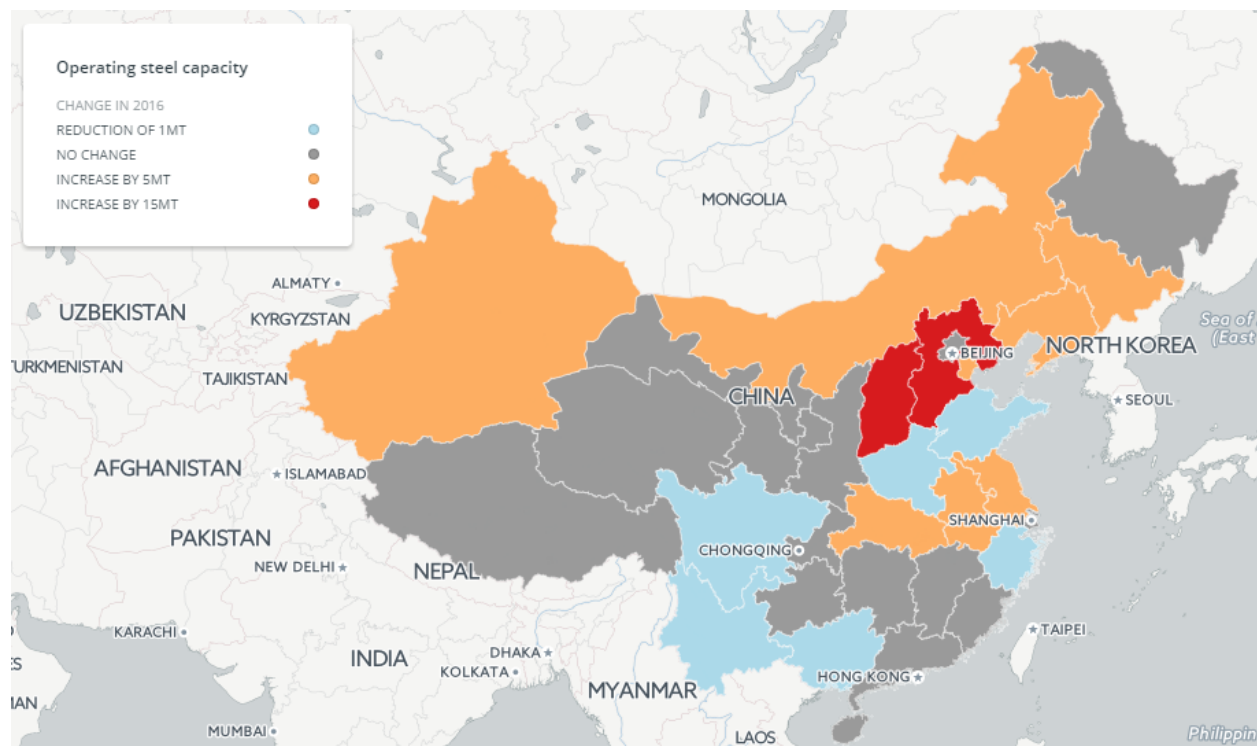 Operating steel capacity
CHANGE IN 2016
REDUCTION OF 1MT
NO CHANGE
INCREASE BY 5MT
INCREASE BY 15MT
MONGOLIA
ALMATY
UZBEKISTAN
KYRGYZSTAN
Sea of
(East
TURKMENISTAN
TAJIKISTAN
BEIJING
NORTH KOREA
CHINA
SEOUL
AFGHANISTAN
ISLAMABAD
PAKISTAN
SHANGHAI
CHONGQING
NEW DELHI
NEPAL
KARACHI
TAIPEI
INDIA
DHAKA
KOLKATA
HONG KONG
MYANMAR
ES
MAN
MUMBAI
LAOS
Philippin